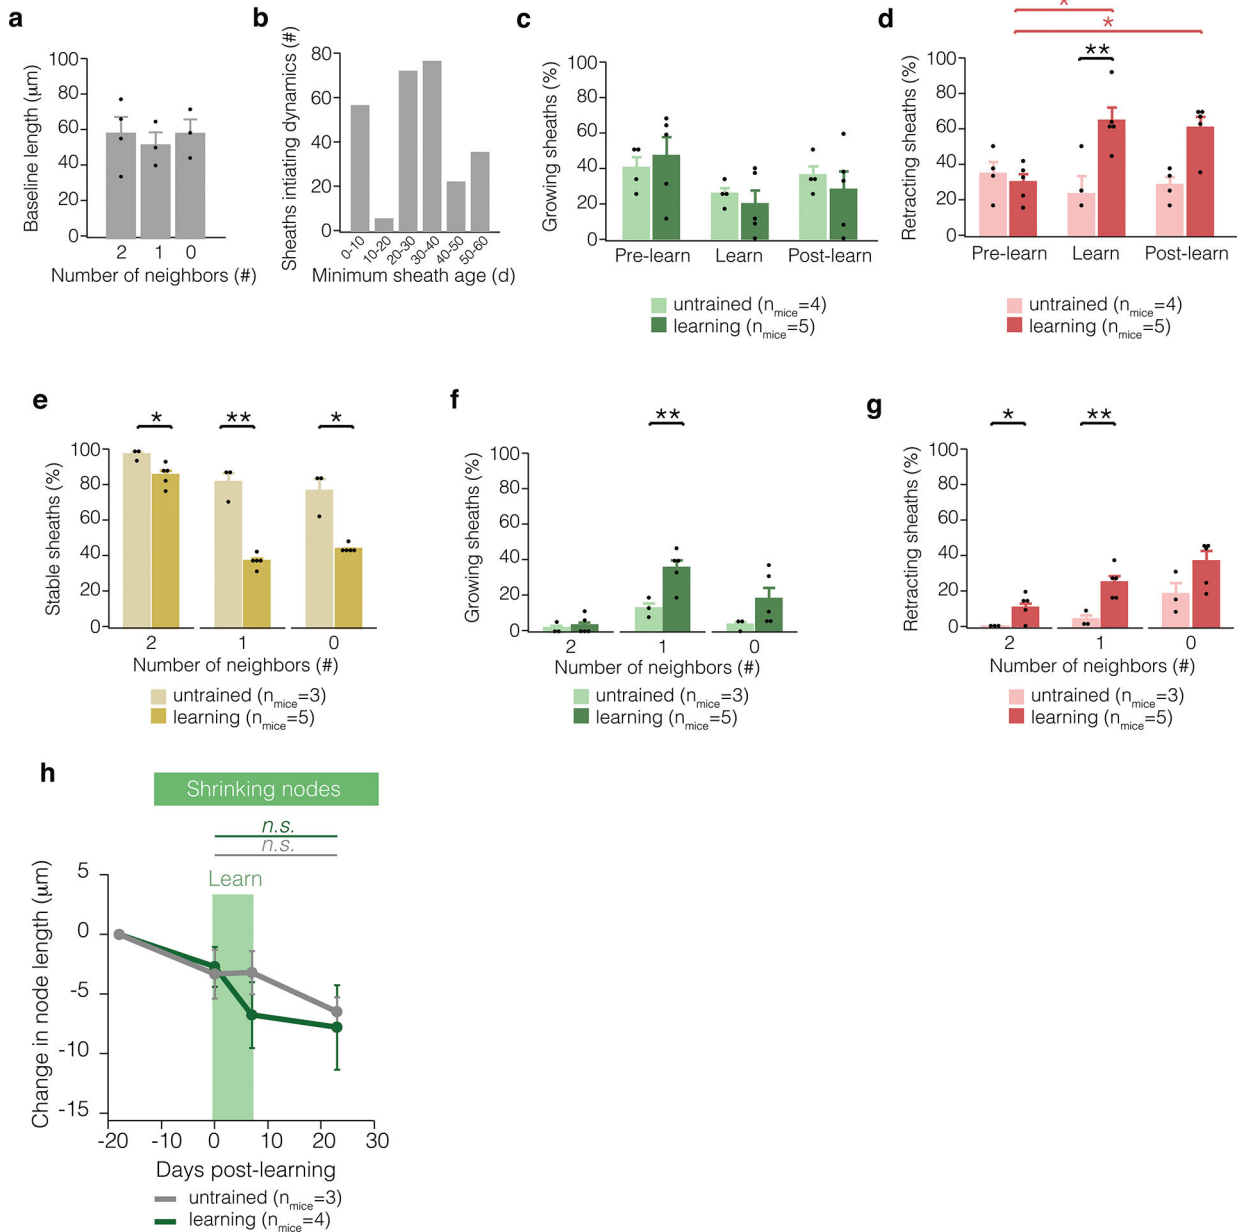 a
Baseline length (µm)
100
80
60
40
20
0
2 1 0
Number of neighbors (#)
b
Sheaths intiating dynamics (#)
80
60
40
20
0
0-10 10-20 20-30 30-40 40-50 50-60
Minimum sheath age (d)
c
Growing sheaths (%)
100
80
60
40
20
0
Pre-learn Learn Post-learn
untrained (nmice=4)
learning (nmice=5)
d
Retracting sheaths (%)
*
*
**
100
80
60
40
20
0
Pre-learn Learn Post-learn
untrained (nmice=4)
learning (nmice=5)
e
Stable sheaths (%)
* ** *
100
80
60
40
20
0
2 1 0
Number of neighbors (#)
untrained (nmice=3)
learning (nmice=5)
f
Growing sheaths (%)
**
100
80
60
40
20
0
2 1 0
Number of neighbors (#)
untrained (nmice=3)
learning (nmice=5)
g
Retracting sheaths (%)
* **
100
80
60
40
20
0
2 1 0
Number of neighbors (#)
untrained (nmice=3)
learning (nmice=5)
h
Shrinking nodes
n.s.
n.s.
Learn
Change in node length (µm)
5
0
-5
-10
-15
-20 -10 0 10 20 30
Days post-learning
untrained (nmice=3)
learning (nmice=4)